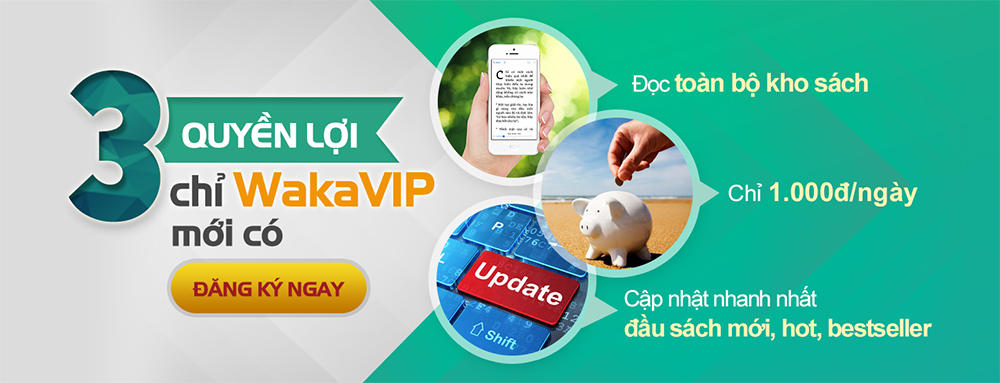 3
QUYỀN LỢI
chỉ WakaVIP
mới có
ĐĂNG KÝ NGAY
Đọc toàn bộ kho sách
Chỉ 1.000đ/ngày
Update
P
Shift
Cập nhật nhanh nhất
đầu sách mới, hot, bestseller